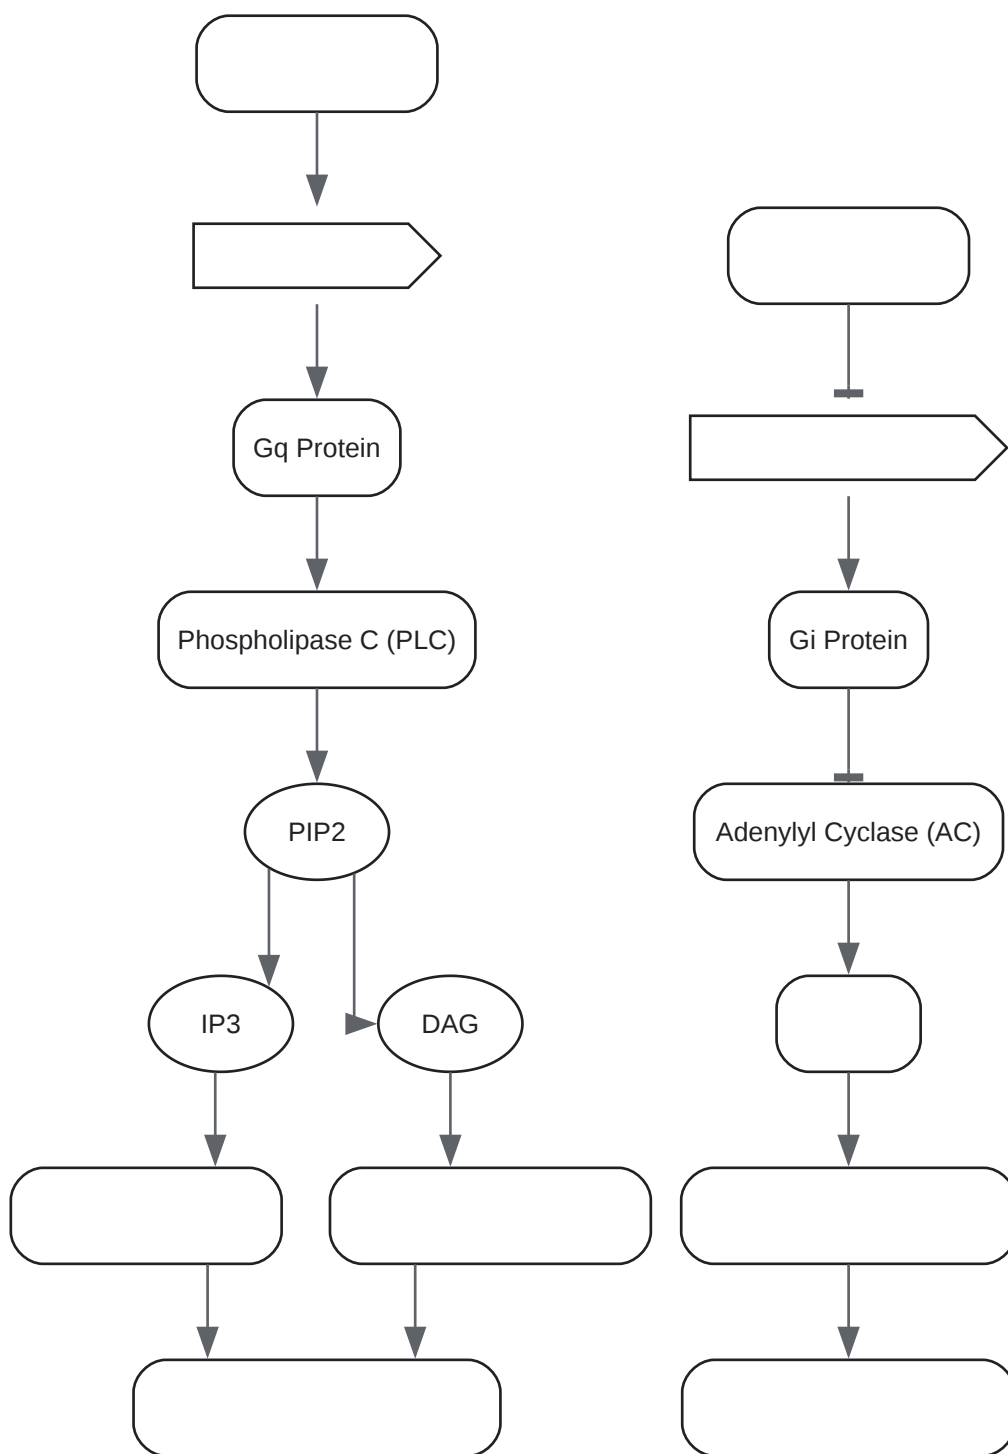 Gq Protein
Phospholipase C (PLC)
Gi Protein
PIP2
Adenylyl Cyclase (AC)
IP3
DAG